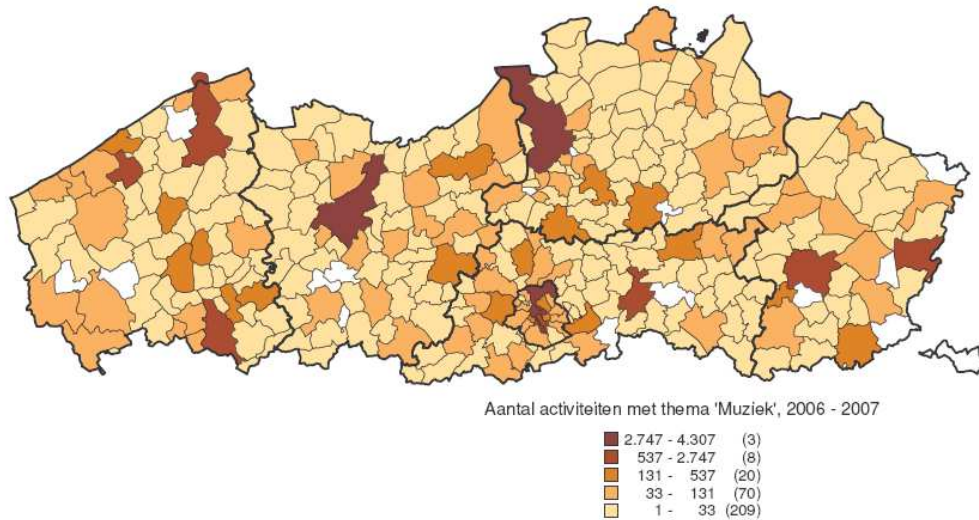 Aantal activiteiten met thema 'Muziek', 2006 - 2007
2.747 - 4.307 (3)
537 - 2.747 (8)
131 - 537 (20)
33 - 131 (70)
1 - 33 (209)